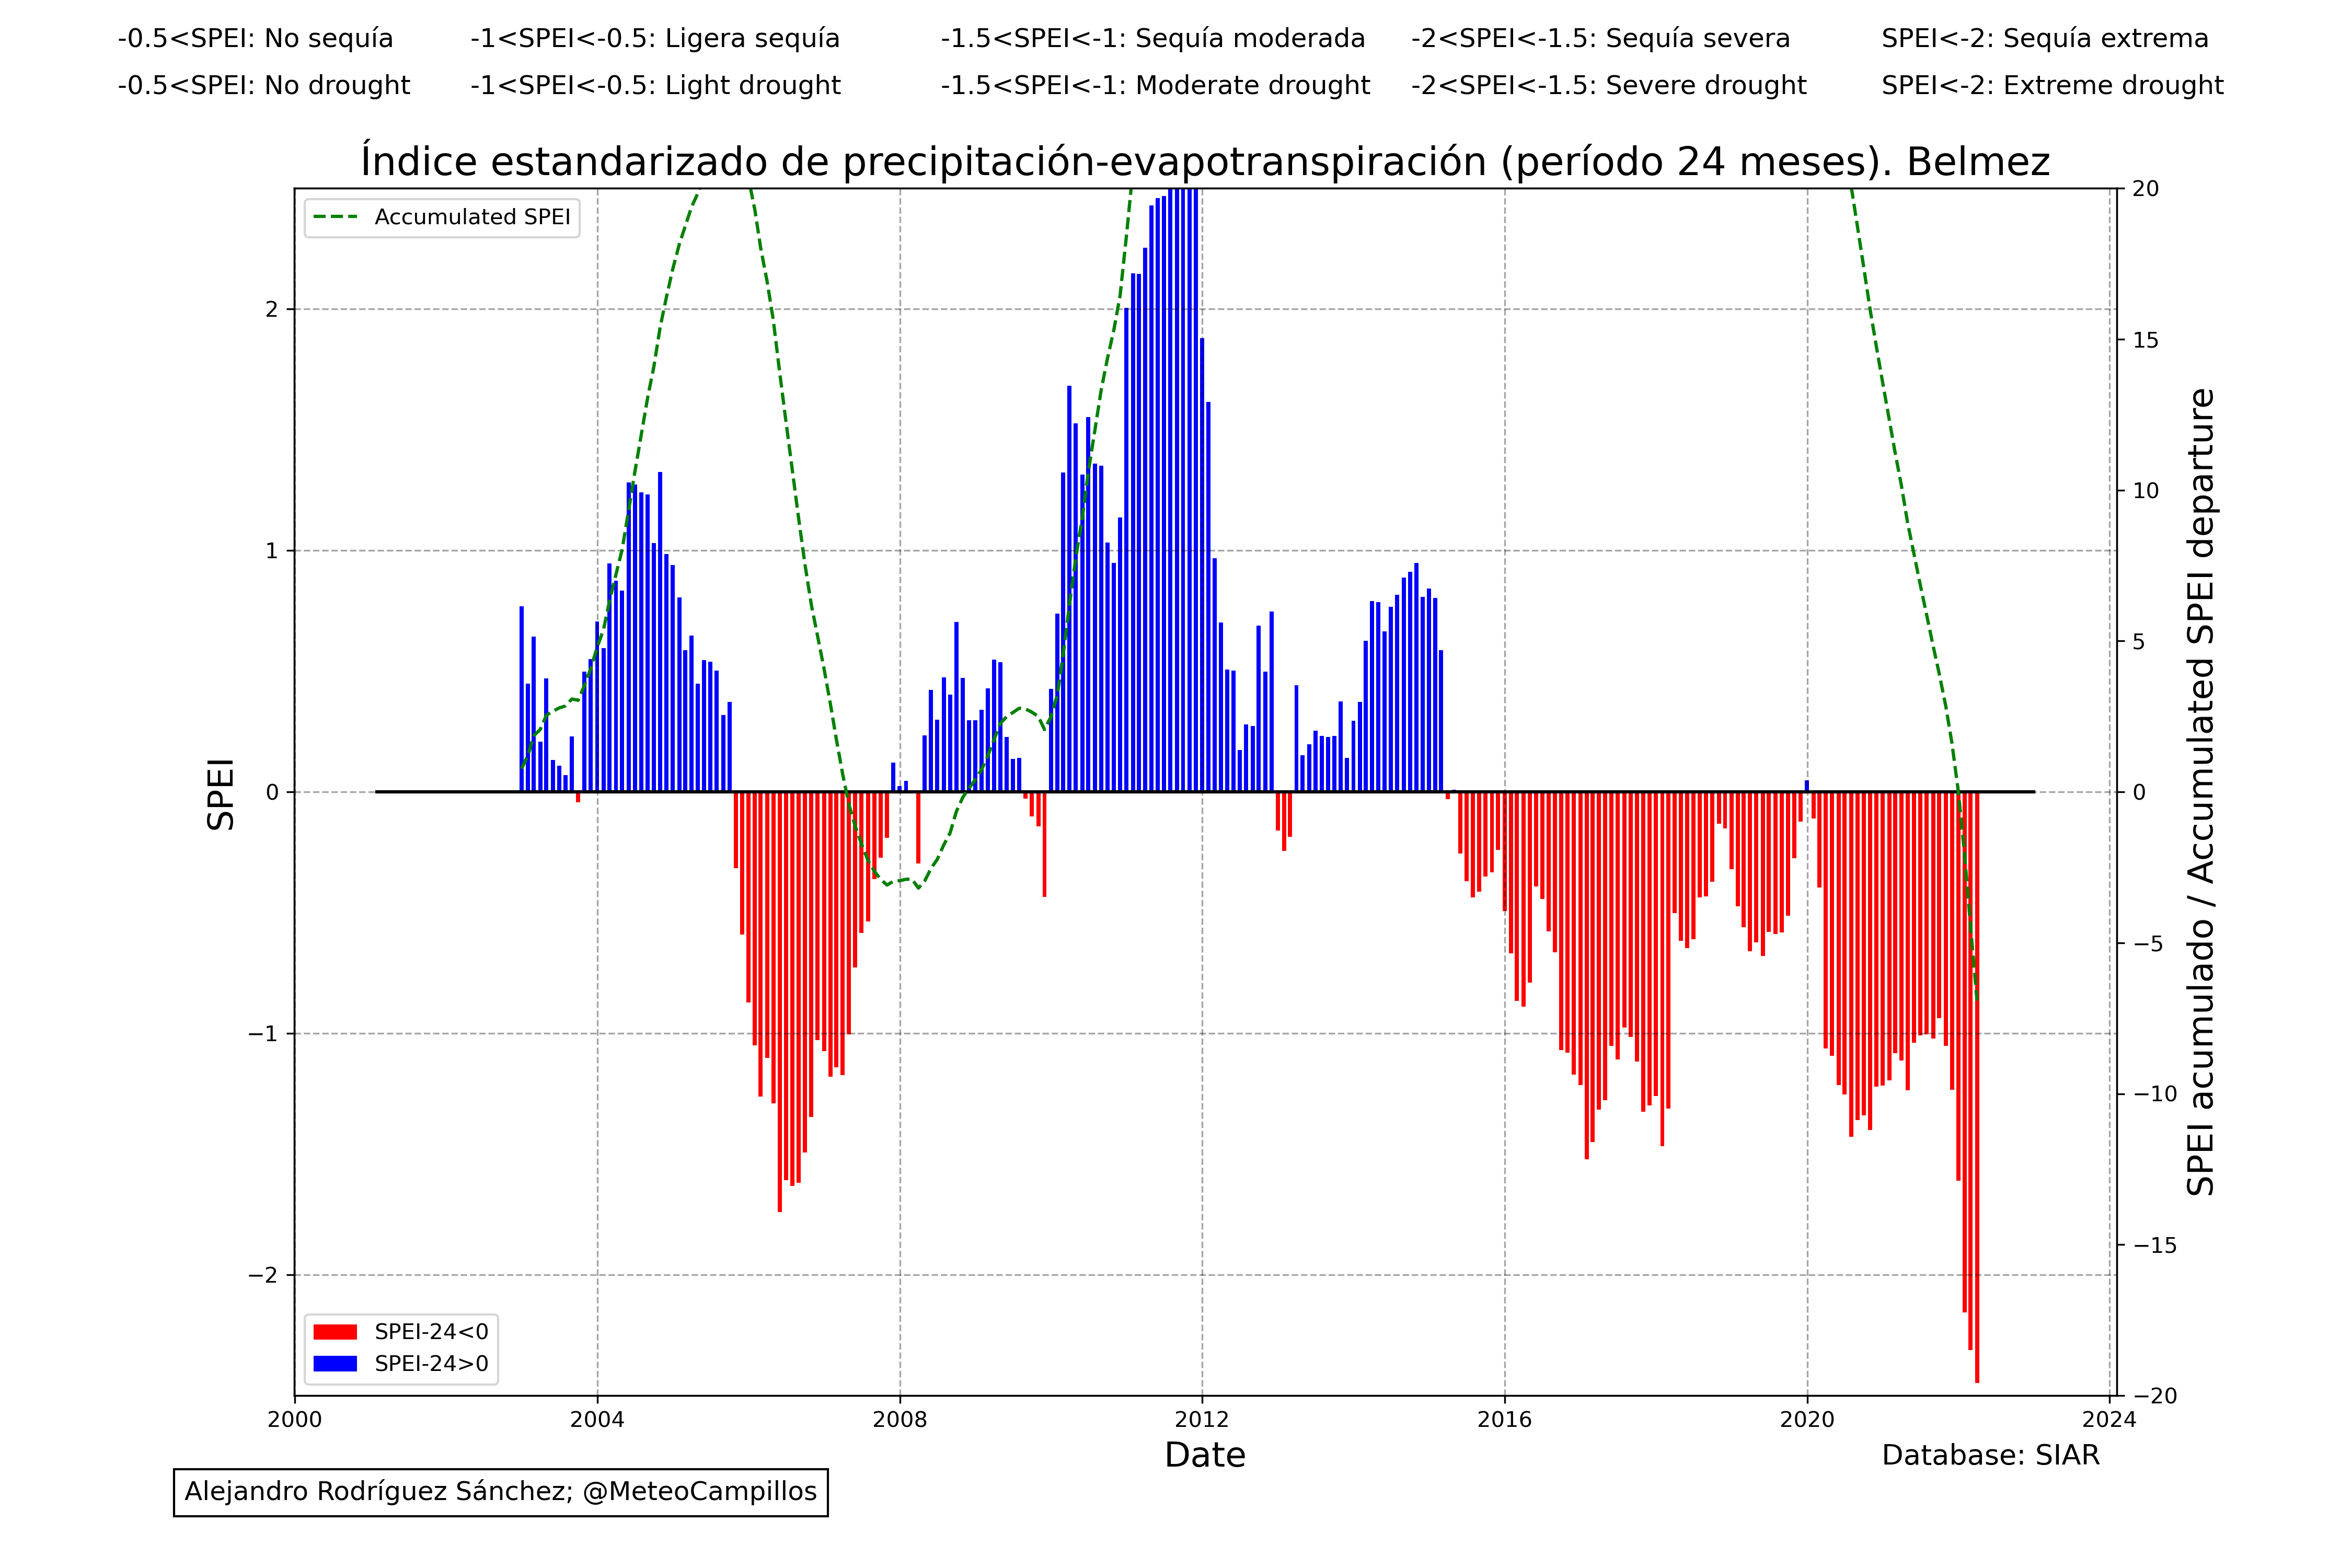 -0.5<SPEI: No sequía -1<SPEI<-0.5: Ligera sequía -1.5<SPEI<-1: Sequía moderada -2<SPEI<-1.5: Sequía severa SPEI<-2: Sequía extrema
-0.5<SPEI: No drought -1<SPEI<-0.5: Light drought -1.5<SPEI<-1: Moderate drought -2<SPEI<-1.5: Severe drought SPEI<-2: Extreme drought
Índice estandarizado de precipitación-evapotranspiración (período 24 meses). Belmez
Accumulated SPEI
SPEI
2
1
0
−1
−2
20
15
10
5
0
−5
−10
−15
−20
SPEI acumulado / Accumulated SPEI departure
SPEI-24<0
SPEI-24>0
2000 2004 2008 2012 2016 2020 2024
Date
Database: SIAR
Alejandro Rodríguez Sánchez; @MeteoCampillos